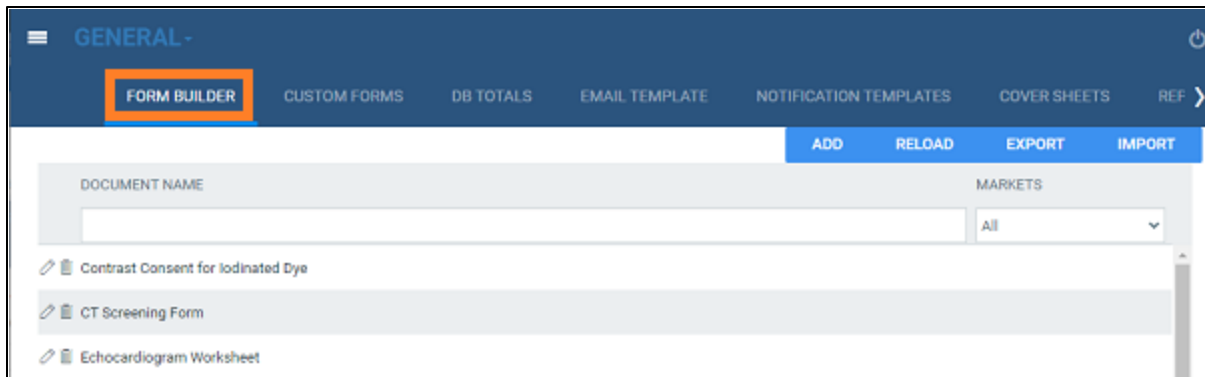 GENERAL-
FORM BUILDER CUSTOM FORMS DB TOTALS EMAIL TEMPLATE NOTIFICATION TEMPLATES COVER SHEETS REF
ADD RELOAD EXPORT IMPORT
DOCUMENT NAME MARKETS
All
Contrast Consent for Iodinated Dye
CT Screening Form
Echocardiogram Worksheet